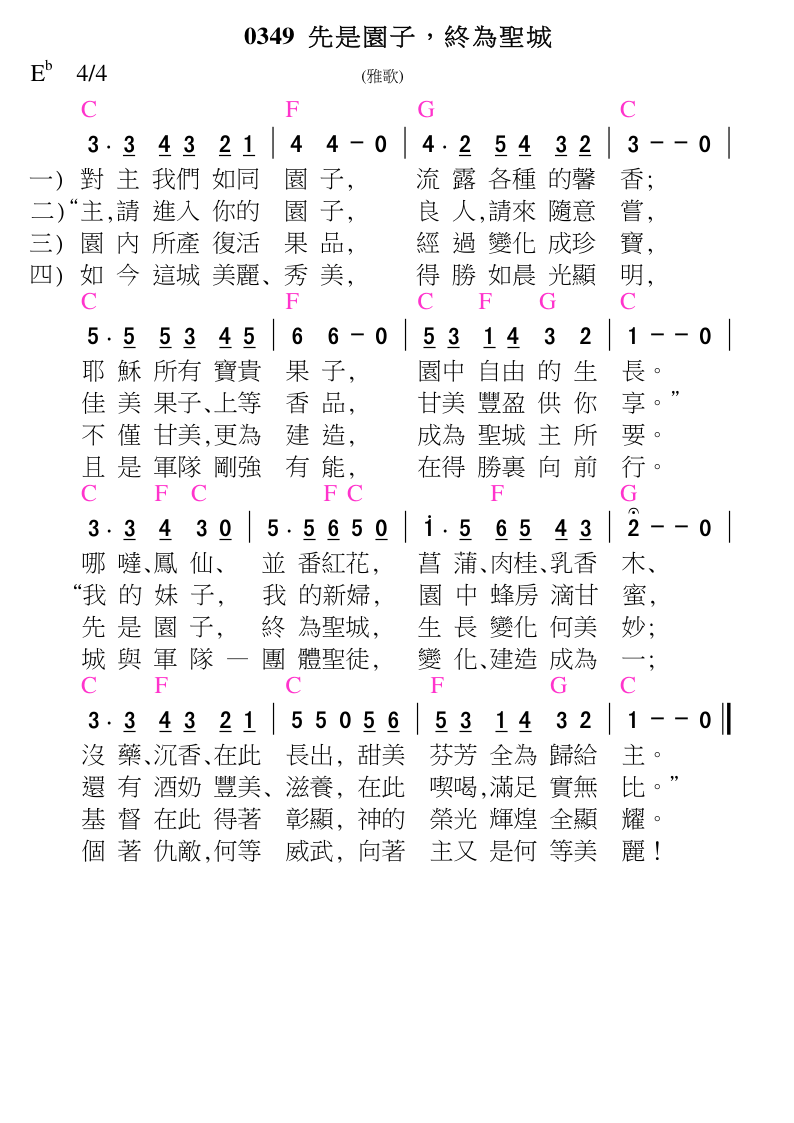 0349 先是園子，終為聖城
E♭ 4/4 (雅歌)
C F G C
3 · 3 4 3 2 1 | 4 4 − 0 | 4 · 2 5 4 3 2 | 3 − − 0 |
一) 對 主 我們 如同 園 子, 流 露 各種 的馨 香;
二)“主,請 進入 你的 園 子, 良 人,請來 隨意 嘗,
三) 園 內 所產 復活 果 品, 經 過 變化 成珍 寶,
四) 如 今 這城 美麗、秀 美, 得 勝 如晨 光顯 明,
C F C F G C
5 · 5 5 3 4 5 | 6 6 − 0 | 5 3 1 4 3 2 | 1 − − 0 |
耶 穌 所有 寶貴 果 子, 園中 自由 的 生 長。
佳 美 果子、上等 香 品, 甘美 豐盈 供 你 享。”
不 僅 甘美,更為 建 造, 成為 聖城 主 所 要。
且 是 軍隊 剛強 有 能, 在得 勝裏 向 前 行。
C F C F C F G
3 · 3 4 3 0 | 5 · 5 6 5 0 | 1̇ · 5 6 5 4 3 | 2 − − 0 |
哪 噠、鳳 仙、 並 番紅花, 菖 蒲、肉桂、乳香 木、
“我 的 妹 子, 我 的新婦, 園 中 蜂房 滴甘 蜜,
先 是 園 子, 終 為聖城, 生 長 變化 何美 妙;
城 與 軍 隊 — 團 體聖徒, 變 化、建造 成為 一;
C F C F G C
3 · 3 4 3 2 1 | 5 5 0 5 6 | 5 3 1 4 3 2 | 1 − − 0 ‖
沒 藥、沉香、在此 長出, 甜美 芬芳 全為 歸給 主。
還 有 酒奶 豐美、滋養, 在此 喫喝,滿足 實無 比。”
基 督 在此 得著 彰顯, 神的 榮光 輝煌 全顯 耀。
個 著 仇敵,何等 威武, 向著 主又 是何 等美 麗！